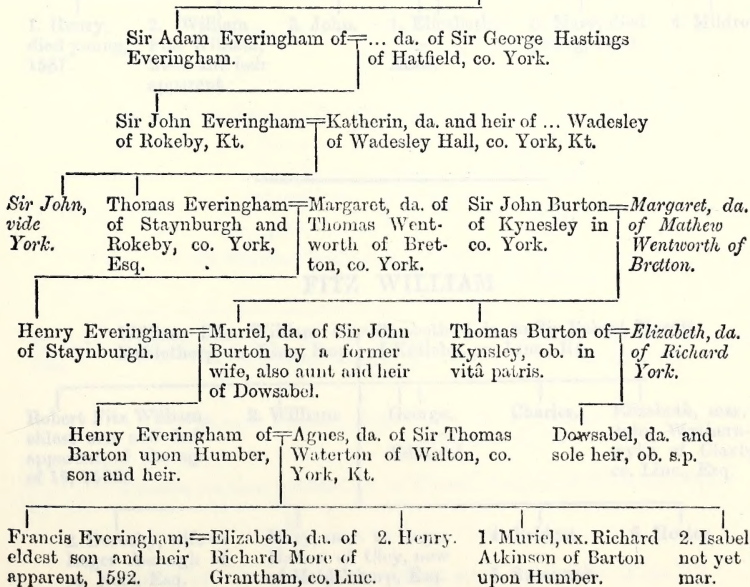 Sir Adam Everingham of=... da. of Sir George Hastings
Everingham. of Hatfield, co. York.
Sir John Everingham=Katherin, da. and heir of ... Wadesley
of Rokeby, Kt. of Wadesley Hall, co. York, Kt.
Sir John,
vide
York.
Thomas Everingham=Margaret, da. of
of Staynburgh and Thomas Went-
Rokeby, co. York, worth of Bret-
Esq. ton, co. York.
Sir John Burton=Margaret, da.
of Kynesley in of Mathew
co. York. Wentworth of
Bretton.
Henry Everingham=Muriel, da. of Sir John
of Staynburgh. Burton by a former
wife, also aunt and heir
of Dowsabel.
Thomas Burton of=Elizabeth, da.
Kynsley, ob. in of Richard
vitâ patris. York.
Henry Everingham of=Agnes, da. of Sir Thomas
Barton upon Humber, Waterton of Walton, co.
son and heir. York, Kt.
Dowsabel, da. and
sole heir, ob. s.p.
Francis Everingham,=Elizabeth, da. of
eldest son and heir Richard More of
apparent, 1592. Grantham, co. Linc.
2. Henry.
1. Muriel, ux. Richard
Atkinson of Barton
upon Humber.
2. Isabel
not yet
mar.